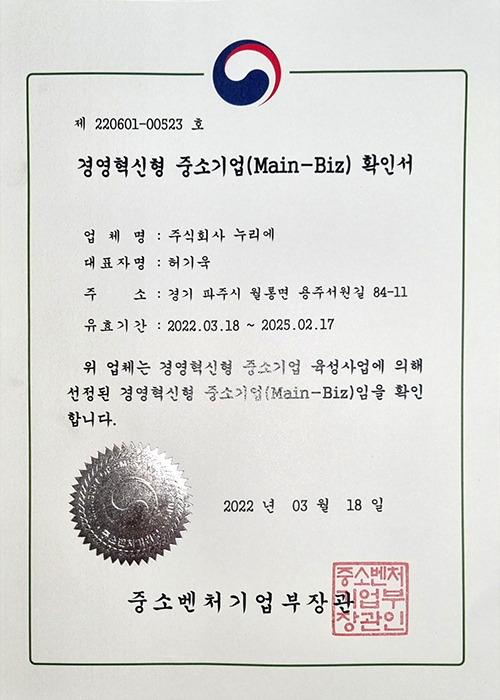 제 220601-00523 호
경영혁신형 중소기업(Main-Biz) 확인서
업 체 명 : 주식회사 누리에
대표자명 : 허기욱
주 소 : 경기 파주시 월롱면 용주서원길 84-11
유효기간 : 2022.03.18 ~ 2025.02.17
위 업체는 경영혁신형 중소기업 육성사업에 의해
선정된 경영혁신형 중소기업(Main-Biz)임을 확인
합니다.
2022 년 03 월 18 일
중소벤처기업부장관
중소벤처
기업부
장관인